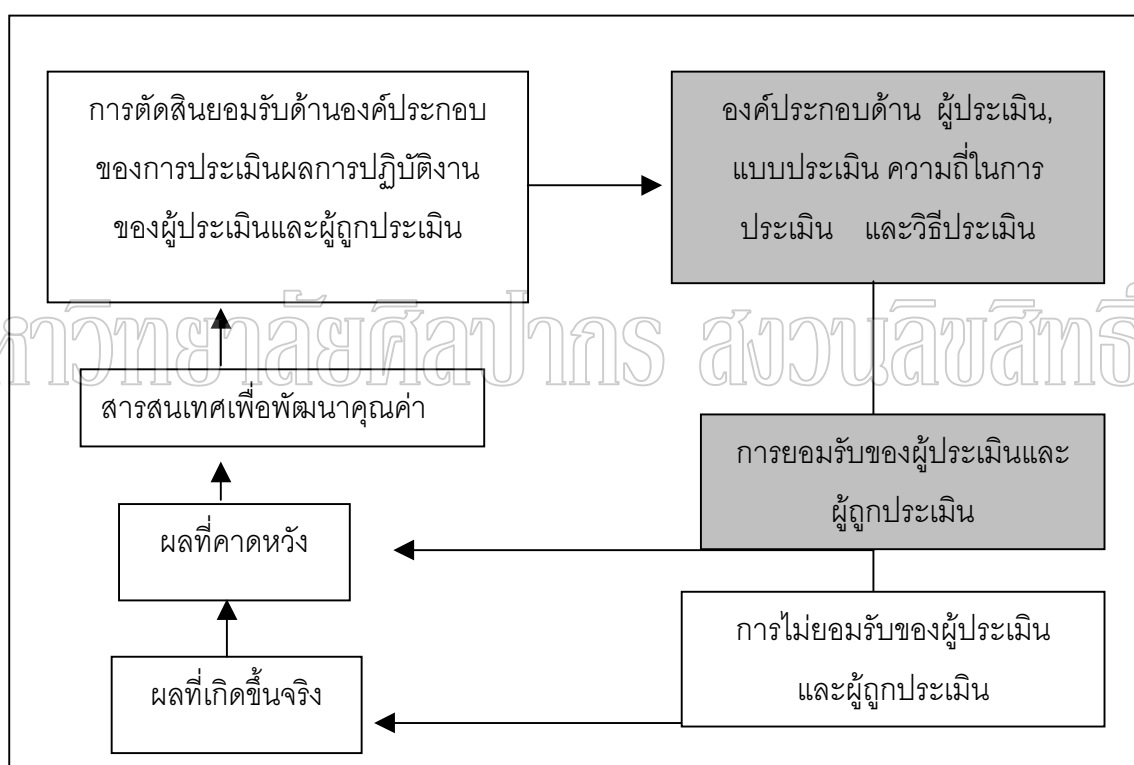 การตัดสินยอมรับด้านองค์ประกอบ
ของการประเมินผลการปฏิบัติงาน
ของผู้ประเมินและผู้ถูกประเมิน
องค์ประกอบด้าน ผู้ประเมิน,
แบบประเมิน ความถี่ในการ
ประเมิน และวิธีประเมิน
หาวิทยาลัยศิลปากร สงวนลิขสิทธิ์
สารสนเทศเพื่อพัฒนาคุณค่า
การยอมรับของผู้ประเมินและ
ผู้ถูกประเมิน
ผลที่คาดหวัง
การไม่ยอมรับของผู้ประเมิน
และผู้ถูกประเมิน
ผลที่เกิดขึ้นจริง